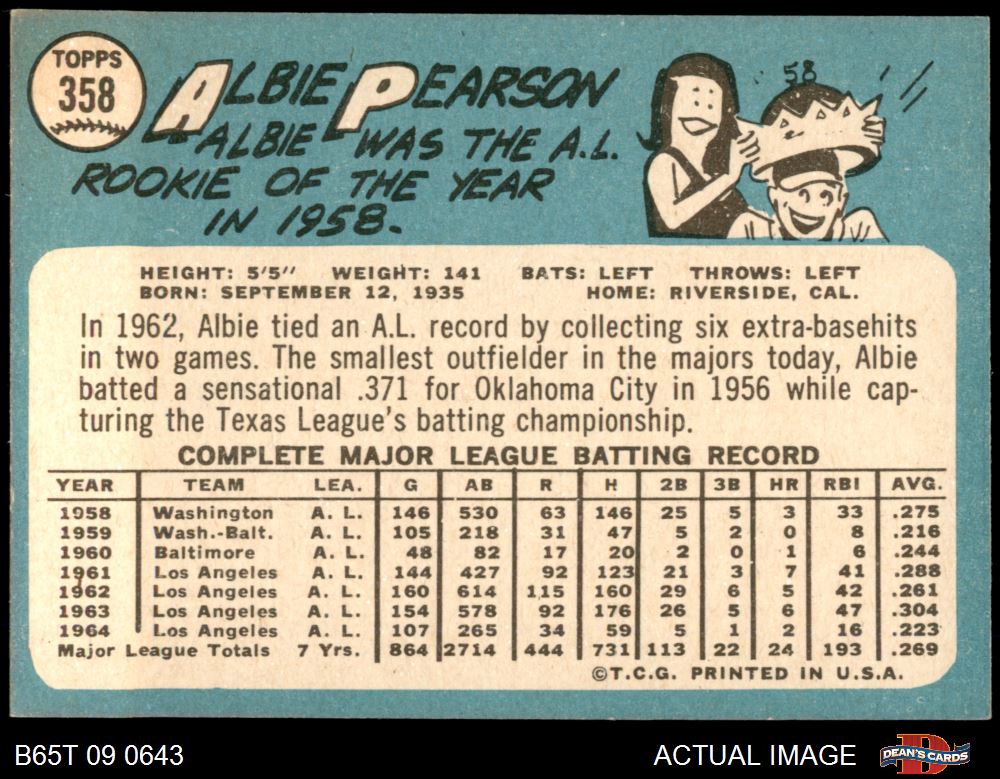 TOPPS
358
ALBIE PEARSON
ALBIE WAS THE A.L.
ROOKIE OF THE YEAR
IN 1958.
58
HEIGHT: 5'5" WEIGHT: 141 BATS: LEFT THROWS: LEFT
BORN: SEPTEMBER 12, 1935 HOME: RIVERSIDE, CAL.
In 1962, Albie tied an A.L. record by collecting six extra-basehits
in two games. The smallest outfielder in the majors today, Albie
batted a sensational .371 for Oklahoma City in 1956 while cap-
turing the Texas League's batting championship.
COMPLETE MAJOR LEAGUE BATTING RECORD
YEAR TEAM LEA. G AB R H 2B 3B HR RBI AVG.
1958 Washington A. L. 146 530 63 146 25 5 3 33 .275
1959 Wash.-Balt. A. L. 105 218 31 47 5 2 0 8 .216
1960 Baltimore A. L. 48 82 17 20 2 0 1 6 .244
1961 Los Angeles A. L. 144 427 92 123 21 3 7 41 .288
1962 Los Angeles A. L. 160 614 115 160 29 6 5 42 .261
1963 Los Angeles A. L. 154 578 92 176 26 5 6 47 .304
1964 Los Angeles A. L. 107 265 34 59 5 1 2 16 .223
Major League Totals 7 Yrs. 864 2714 444 731 113 22 24 193 .269
©T.C.G. PRINTED IN U.S.A.
B65T 09 0643 ACTUAL IMAGE DEAN'S CARDS